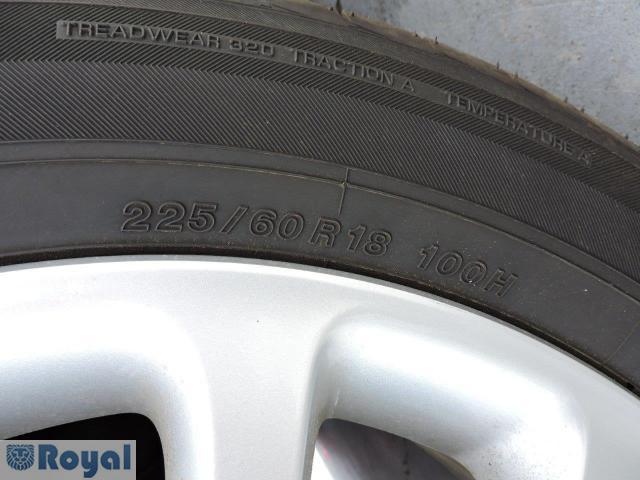 TREADWEAR 320 TRACTION A TEMPERATURE A
225/60R18 100H
Royal